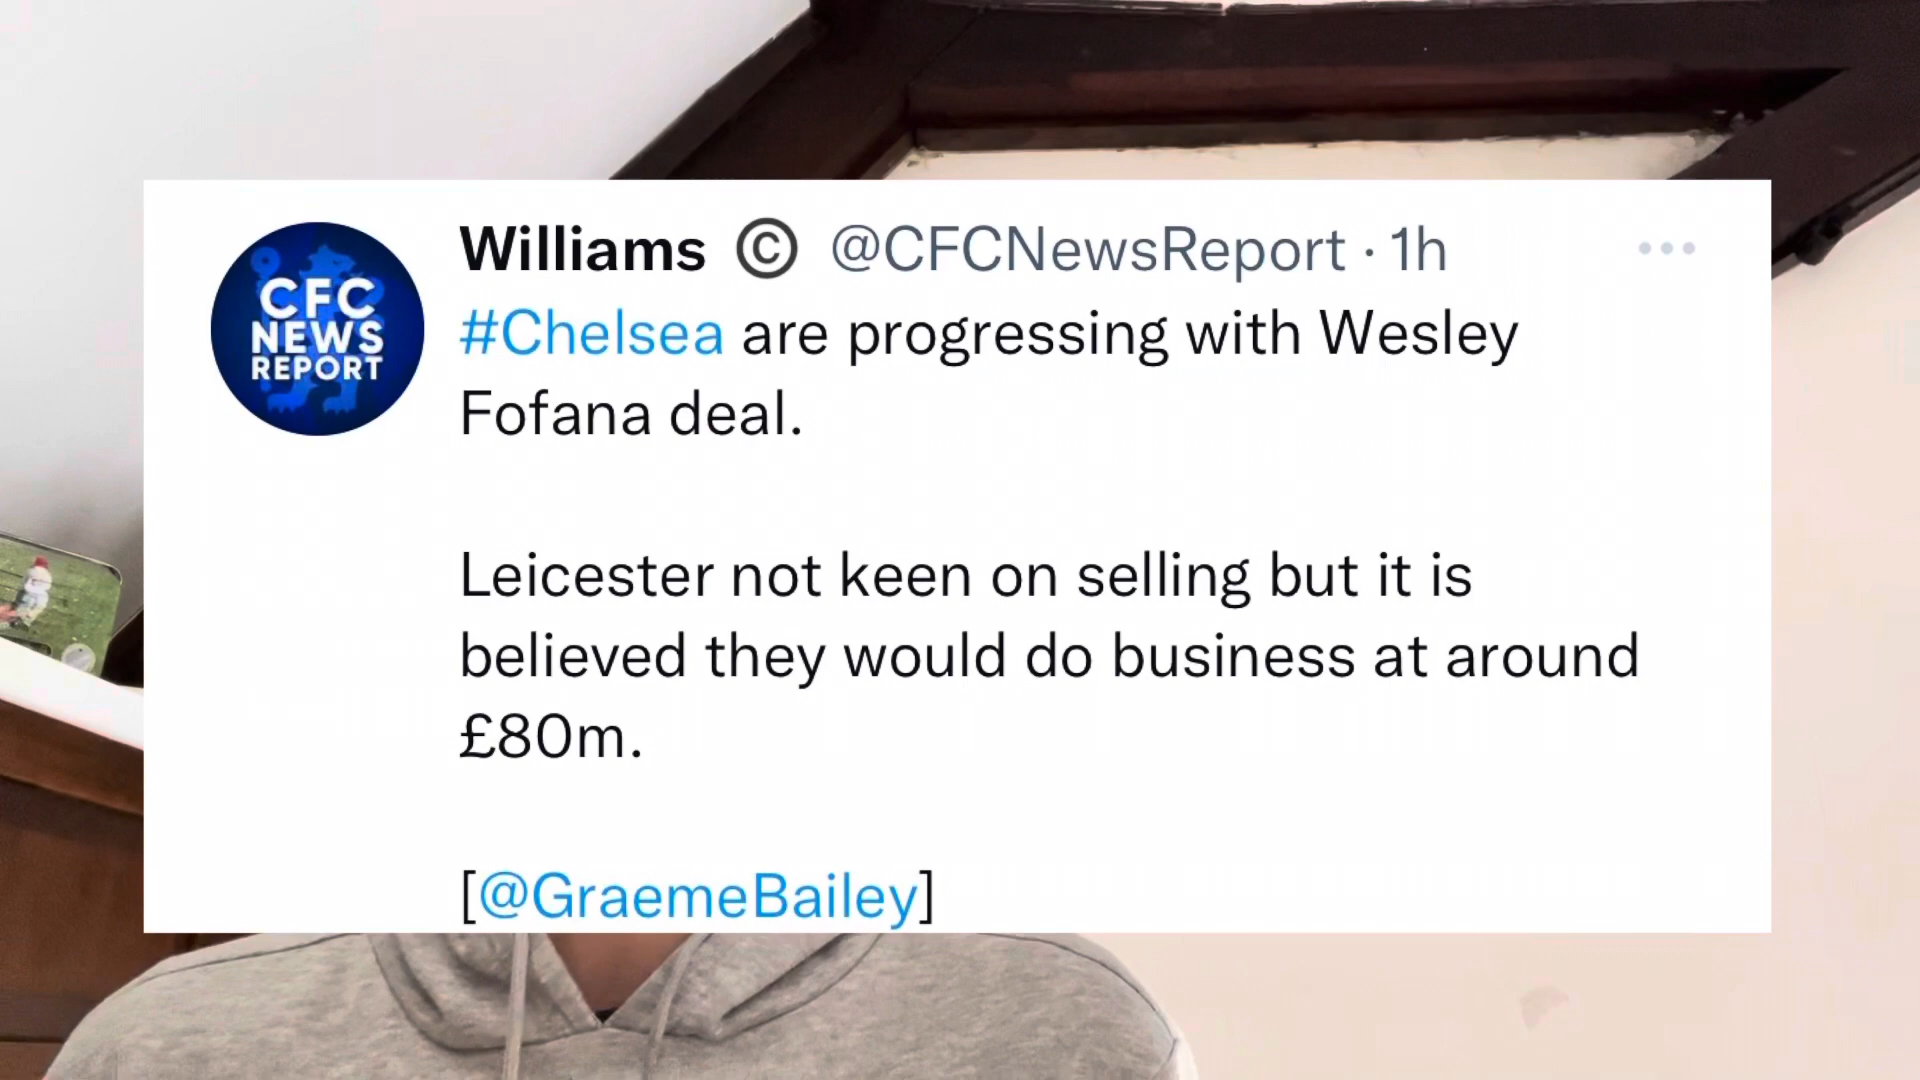 CFC
NEWS
REPORT
Williams © @CFCNewsReport · 1h
#Chelsea are progressing with Wesley
Fofana deal.
Leicester not keen on selling but it is
believed they would do business at around
£80m.
[@GraemeBailey]